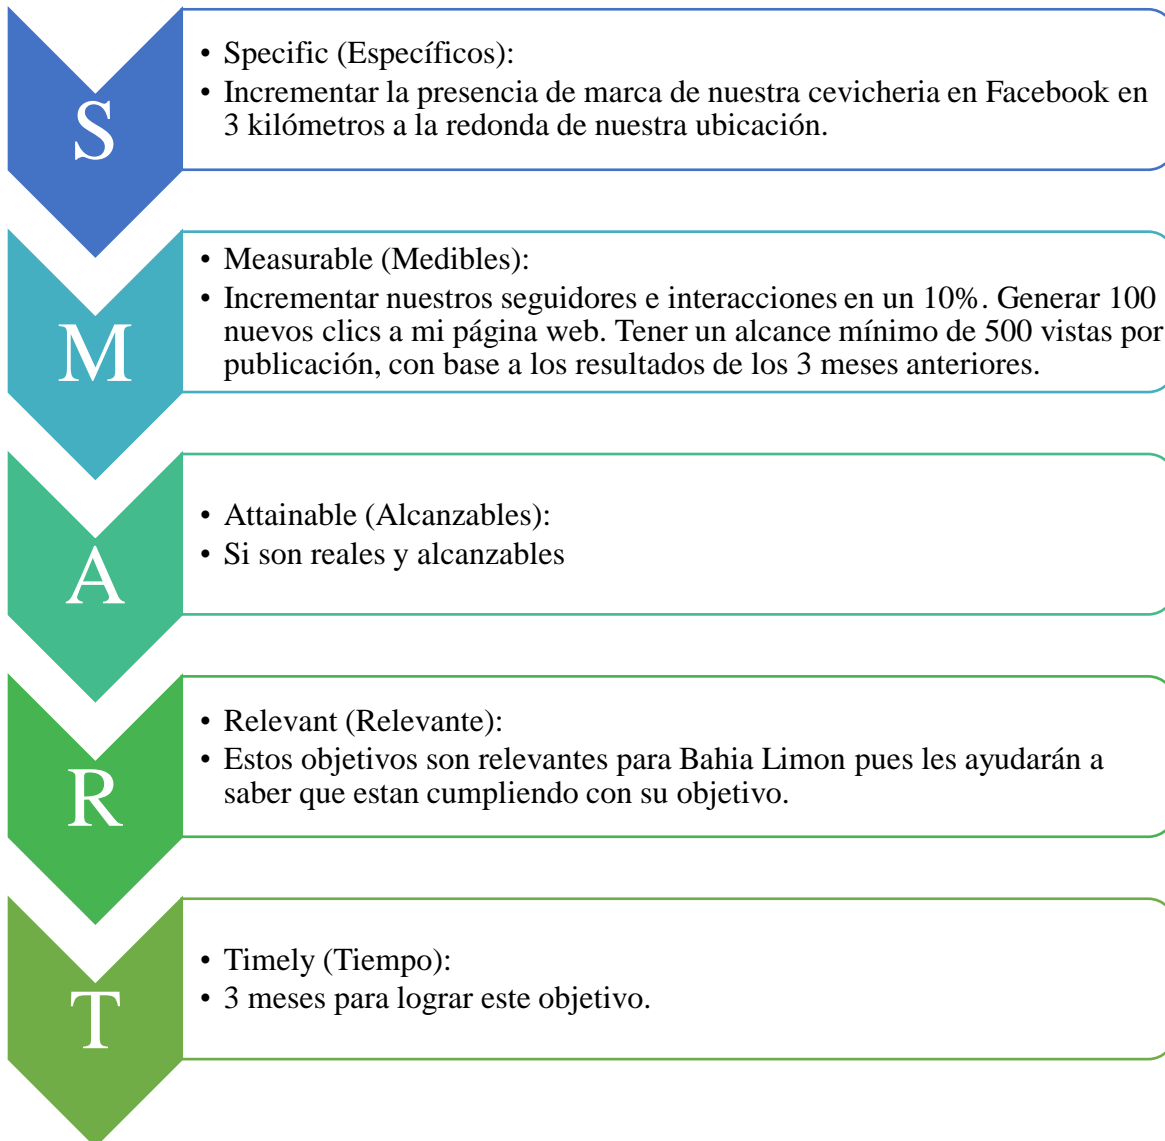 S
• Specific (Específicos):
• Incrementar la presencia de marca de nuestra cevicheria en Facebook en
3 kilómetros a la redonda de nuestra ubicación.
M
• Measurable (Medibles):
• Incrementar nuestros seguidores e interacciones en un 10%. Generar 100
nuevos clics a mi página web. Tener un alcance mínimo de 500 vistas por
publicación, con base a los resultados de los 3 meses anteriores.
A
• Attainable (Alcanzables):
• Si son reales y alcanzables
R
• Relevant (Relevante):
• Estos objetivos son relevantes para Bahia Limon pues les ayudarán a
saber que estan cumpliendo con su objetivo.
T
• Timely (Tiempo):
• 3 meses para lograr este objetivo.